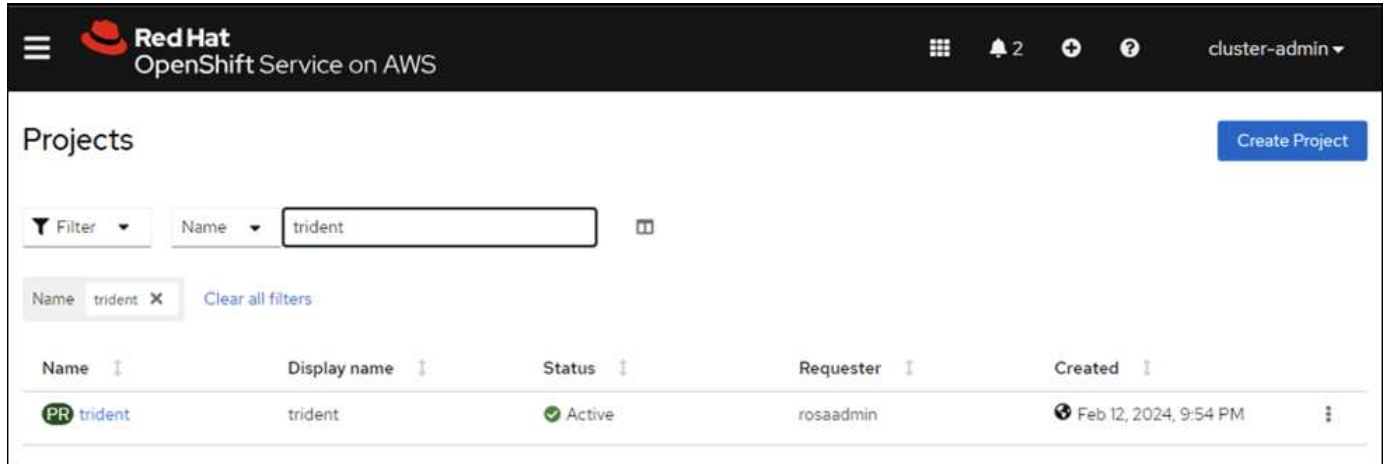 Red Hat
OpenShift Service on AWS
2
cluster-admin
Projects
Create Project
Filter
Name
trident
Name trident
Clear all filters
Name Display name Status Requester Created
PR trident trident Active rosaadmin Feb 12, 2024, 9:54 PM